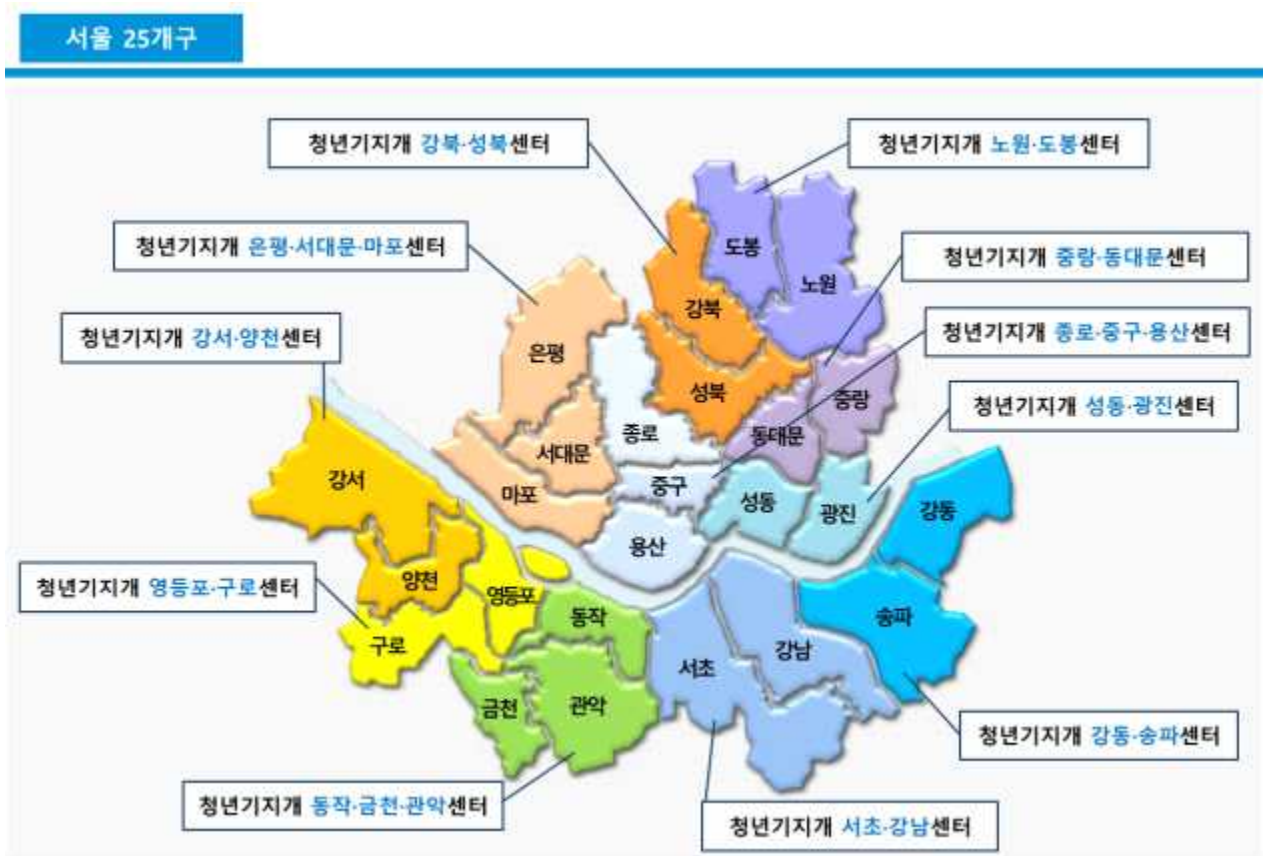 서울 25개구
청년기지개 강북·성북센터
청년기지개 노원·도봉센터
청년기지개 은평·서대문·마포센터
청년기지개 중랑·동대문센터
청년기지개 강서·양천센터
청년기지개 종로·중구·용산센터
청년기지개 성동·광진센터
도봉
노원
강북
은평
성북
중랑
종로
동대문
서대문
강서
마포
중구
성동
광진
강동
용산
청년기지개 영등포·구로센터
양천
영등포
동작
송파
구로
강남
서초
금천
관악
청년기지개 강동·송파센터
청년기지개 동작·금천·관악센터
청년기지개 서초·강남센터